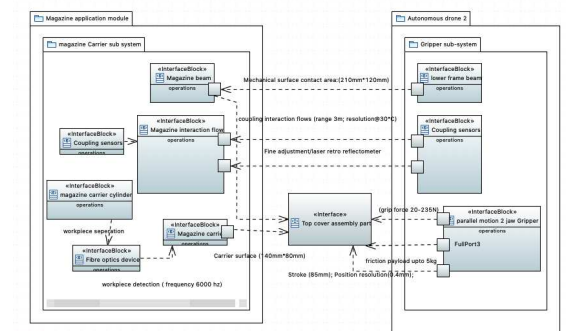 Magazine application module
Autonomous drone 2
magazine Carrier sub system
Gripper sub-system
«InterfaceBlock»
Magazine beam
operations
Mechanical surface contact area:(210mm*120mm)
«InterfaceBlock»
lower frame beam
operations
coupling interaction flows (range 3m; resolution@30°C)
«InterfaceBlock»
Magazine interaction flow
operations
«InterfaceBlock»
Coupling sensors
operations
«InterfaceBlock»
Coupling sensors
operations
Fine adjustment/laser retro reflectometer
«InterfaceBlock»
magazine carrier cylinder
operations
workpiece seperation
«InterfaceBlock»
Magazine carrie
operations
«Interface»
Top cover assembly part
(grip force 20-235N)
«InterfaceBlock»
parallel motion 2 jaw Gripper
operations
FullPort3
«InterfaceBlock»
Fibre optics device
operations
Carrier surface (140mm*80mm)
friction payload upto 5kg
Stroke (85mm); Position resolution(0.4mm);
workpiece detection ( frequency 6000 hz)